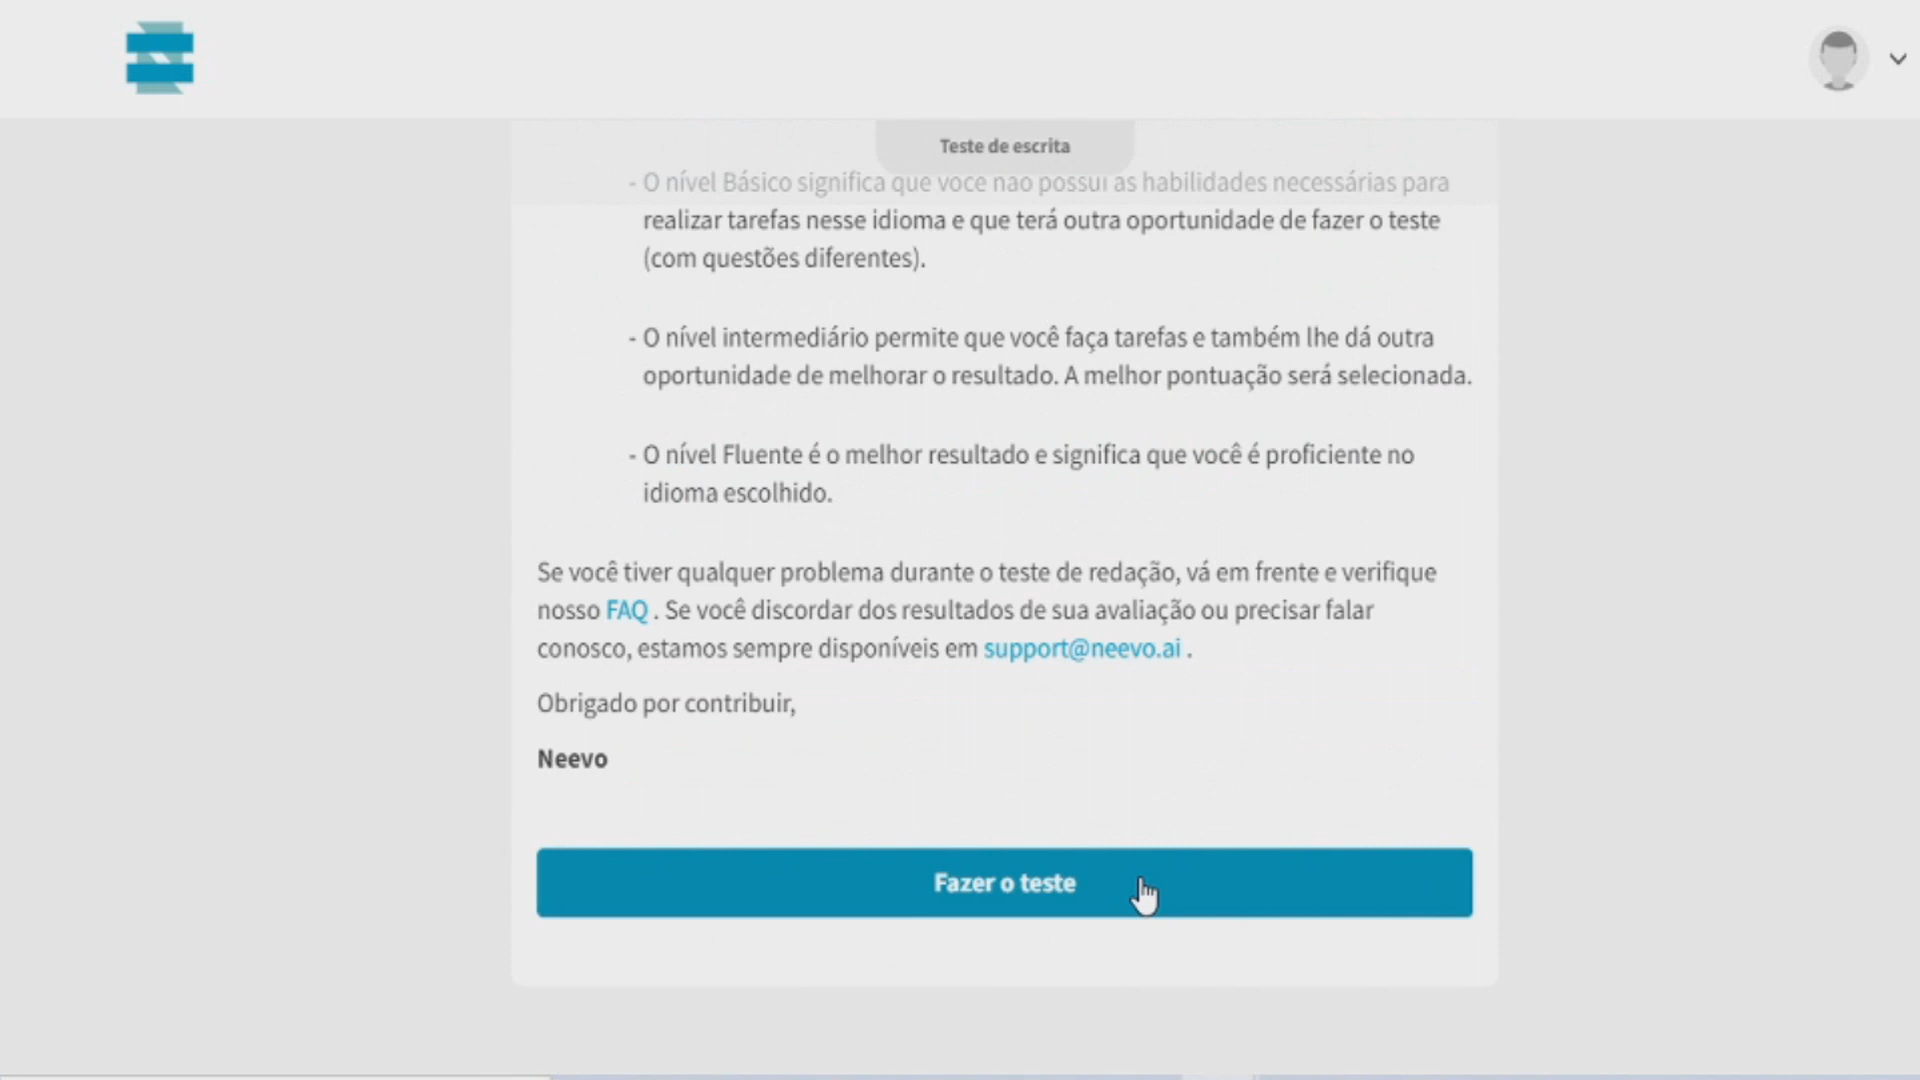 Teste de escrita
- O nível Básico significa que você não possui as habilidades necessárias para
realizar tarefas nesse idioma e que terá outra oportunidade de fazer o teste
(com questões diferentes).
- O nível intermediário permite que você faça tarefas e também lhe dá outra
oportunidade de melhorar o resultado. A melhor pontuação será selecionada.
- O nível Fluente é o melhor resultado e significa que você é proficiente no
idioma escolhido.
Se você tiver qualquer problema durante o teste de redação, vá em frente e verifique
nosso FAQ . Se você discordar dos resultados de sua avaliação ou precisar falar
conosco, estamos sempre disponíveis em support@neevo.ai .
Obrigado por contribuir,
Neevo
Fazer o teste